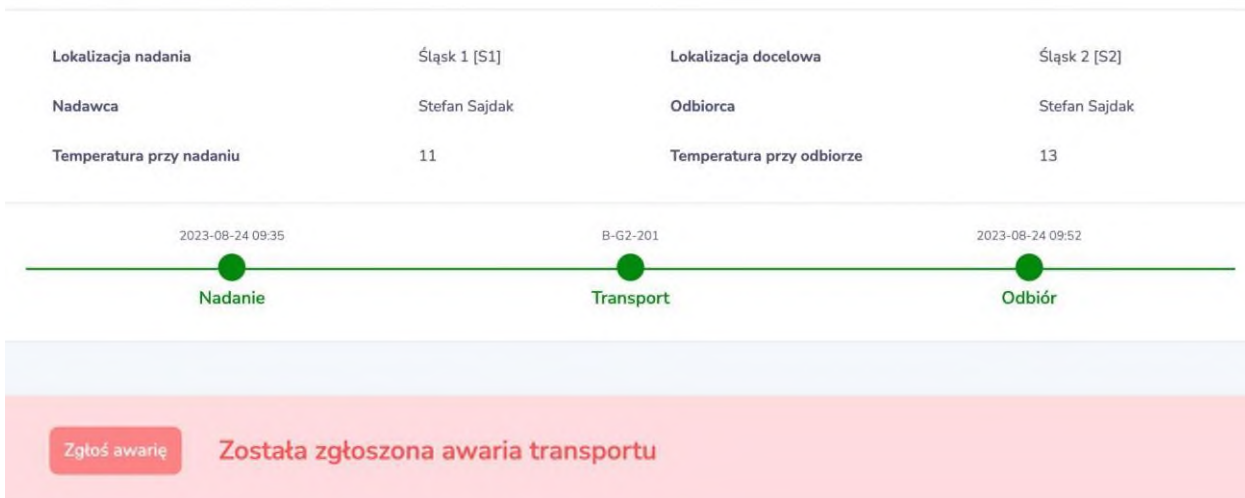 Lokalizacja nadania Śląsk 1 [S1] Lokalizacja docelowa Śląsk 2 [S2]
Nadawca Stefan Sajdak Odbiorca Stefan Sajdak
Temperatura przy nadaniu 11 Temperatura przy odbiorze 13
2023-08-24 09:35 B-G2-201 2023-08-24 09:52
Nadanie Transport Odbiór
Zgłoś awarię Została zgłoszona awaria transportu